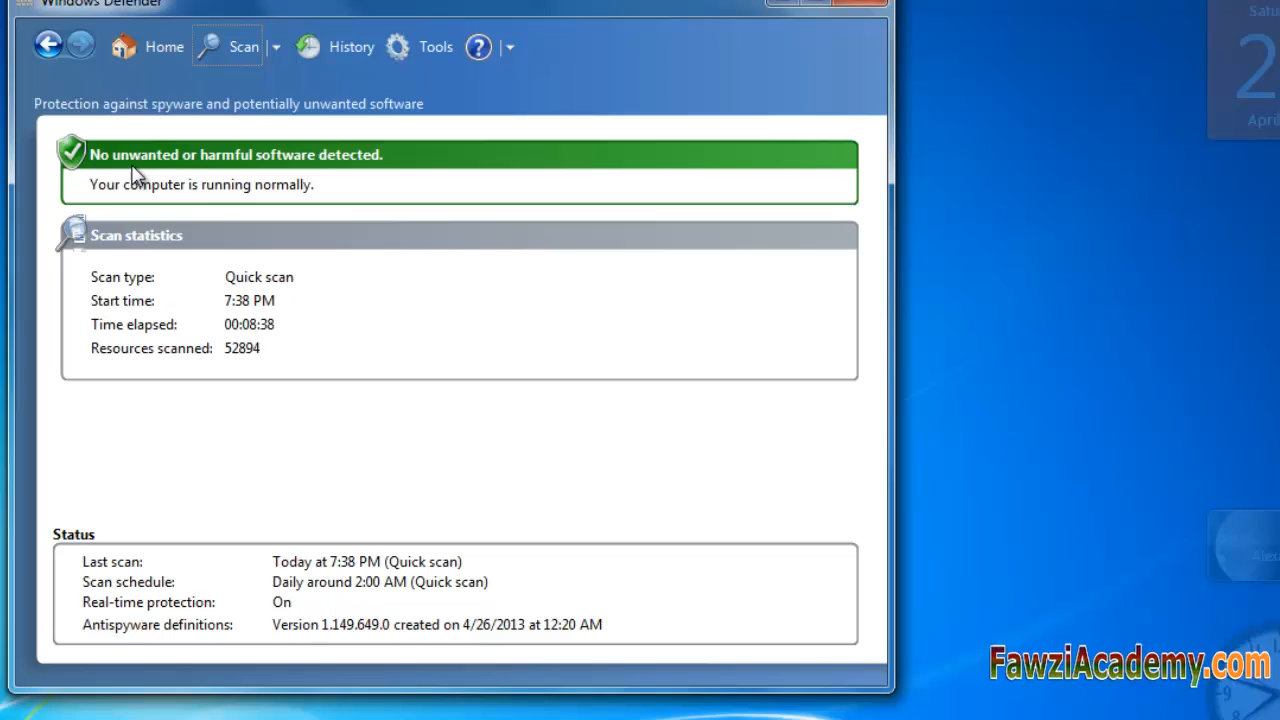 Windows Defender
Home Scan History Tools ?
Protection against spyware and potentially unwanted software
No unwanted or harmful software detected.
Your computer is running normally.
Scan statistics
Scan type: Quick scan
Start time: 7:38 PM
Time elapsed: 00:08:38
Resources scanned: 52894
Status
Last scan: Today at 7:38 PM (Quick scan)
Scan schedule: Daily around 2:00 AM (Quick scan)
Real-time protection: On
Antispyware definitions: Version 1.149.649.0 created on 4/26/2013 at 12:20 AM
FawziAcademy.com